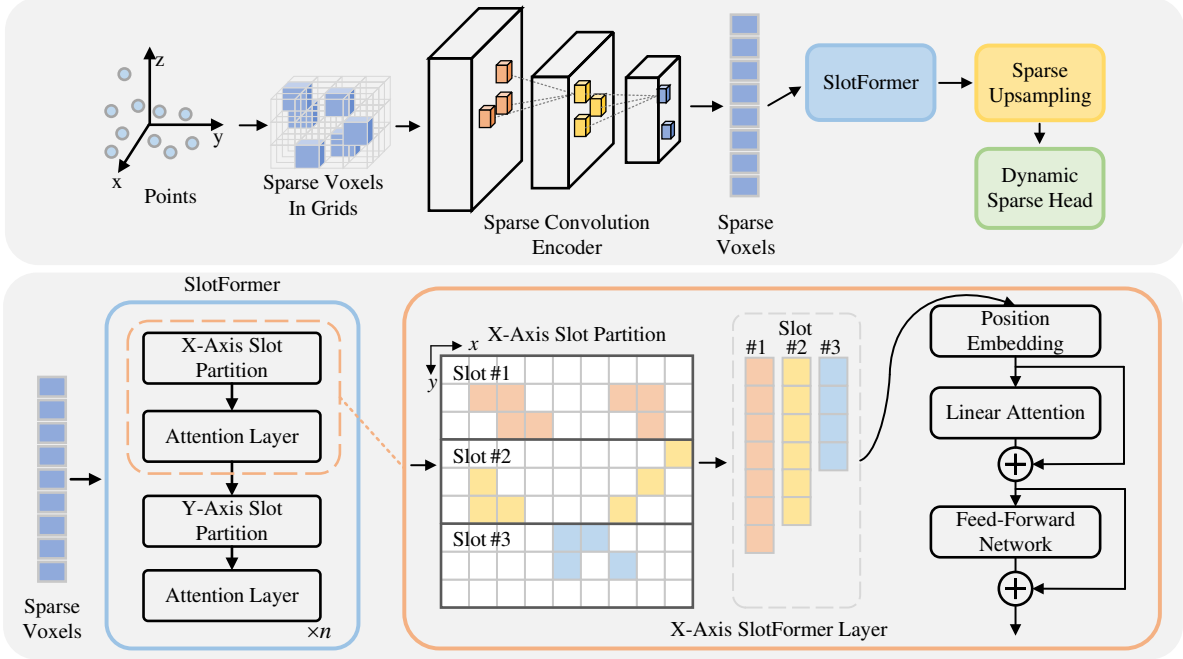 z
y
x
Points
Sparse Voxels
In Grids
Sparse Convolution
Encoder
Sparse
Voxels
SlotFormer
Sparse
Upsampling
Dynamic
Sparse Head
SlotFormer
X-Axis Slot
Partition
Attention Layer
Y-Axis Slot
Partition
Attention Layer
×n
Sparse
Voxels
X-Axis Slot Partition
x
y
Slot #1
Slot #2
Slot #3
Slot
#1 #2 #3
Position
Embedding
Linear Attention
Feed-Forward
Network
X-Axis SlotFormer Layer